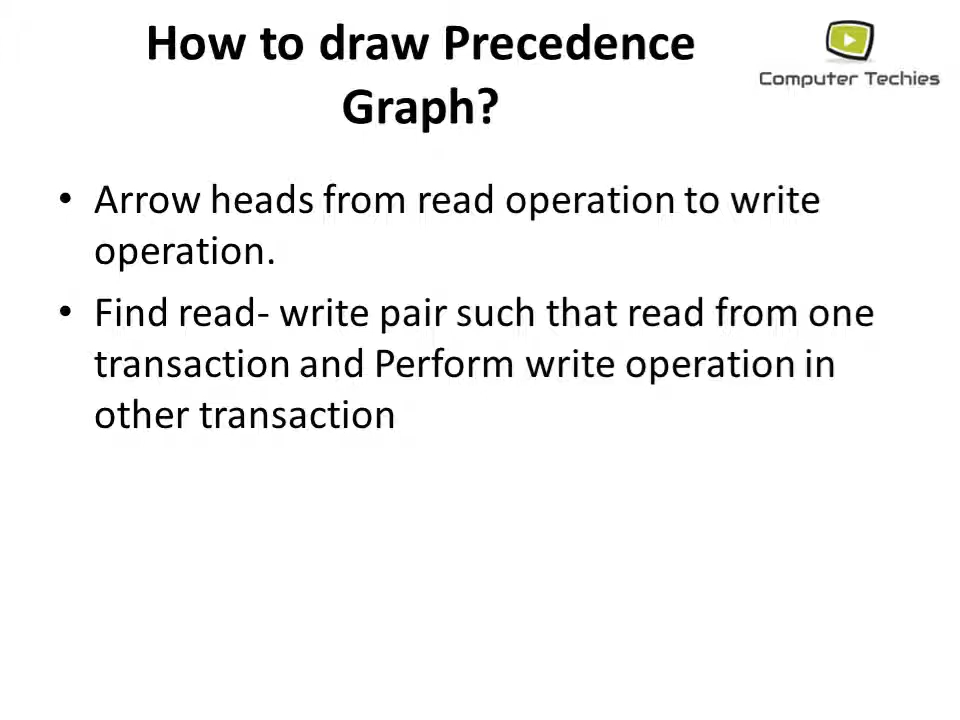 How to draw Precedence
Graph?
Computer Techies
• Arrow heads from read operation to write
operation.
• Find read- write pair such that read from one
transaction and Perform write operation in
other transaction